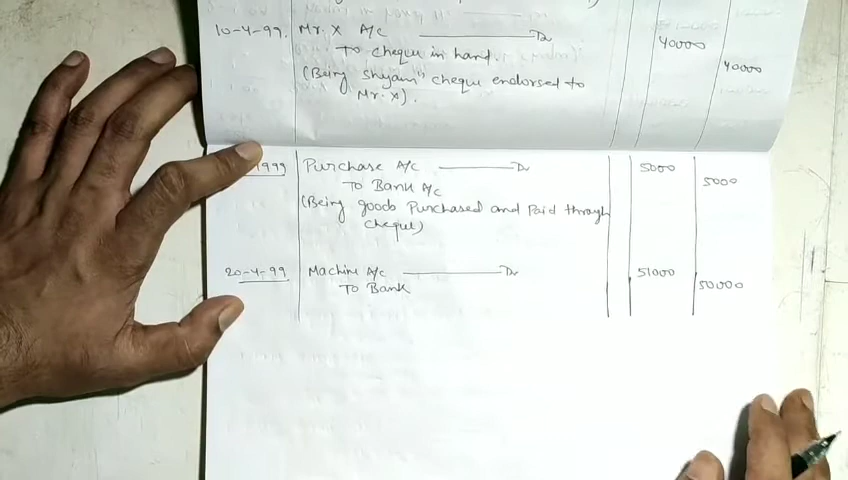 10-4-99. Mr. X A/c Dr 40000
To cheque in hand. 40000
(Being shyam's cheque endorsed to
Mr. X).
1999 Purchase A/c Dr 5000
To Bank A/c 5000
(Being goods Purchased and Paid through
cheque)
20-4-99 Machine A/c Dr 51000
To Bank 50000